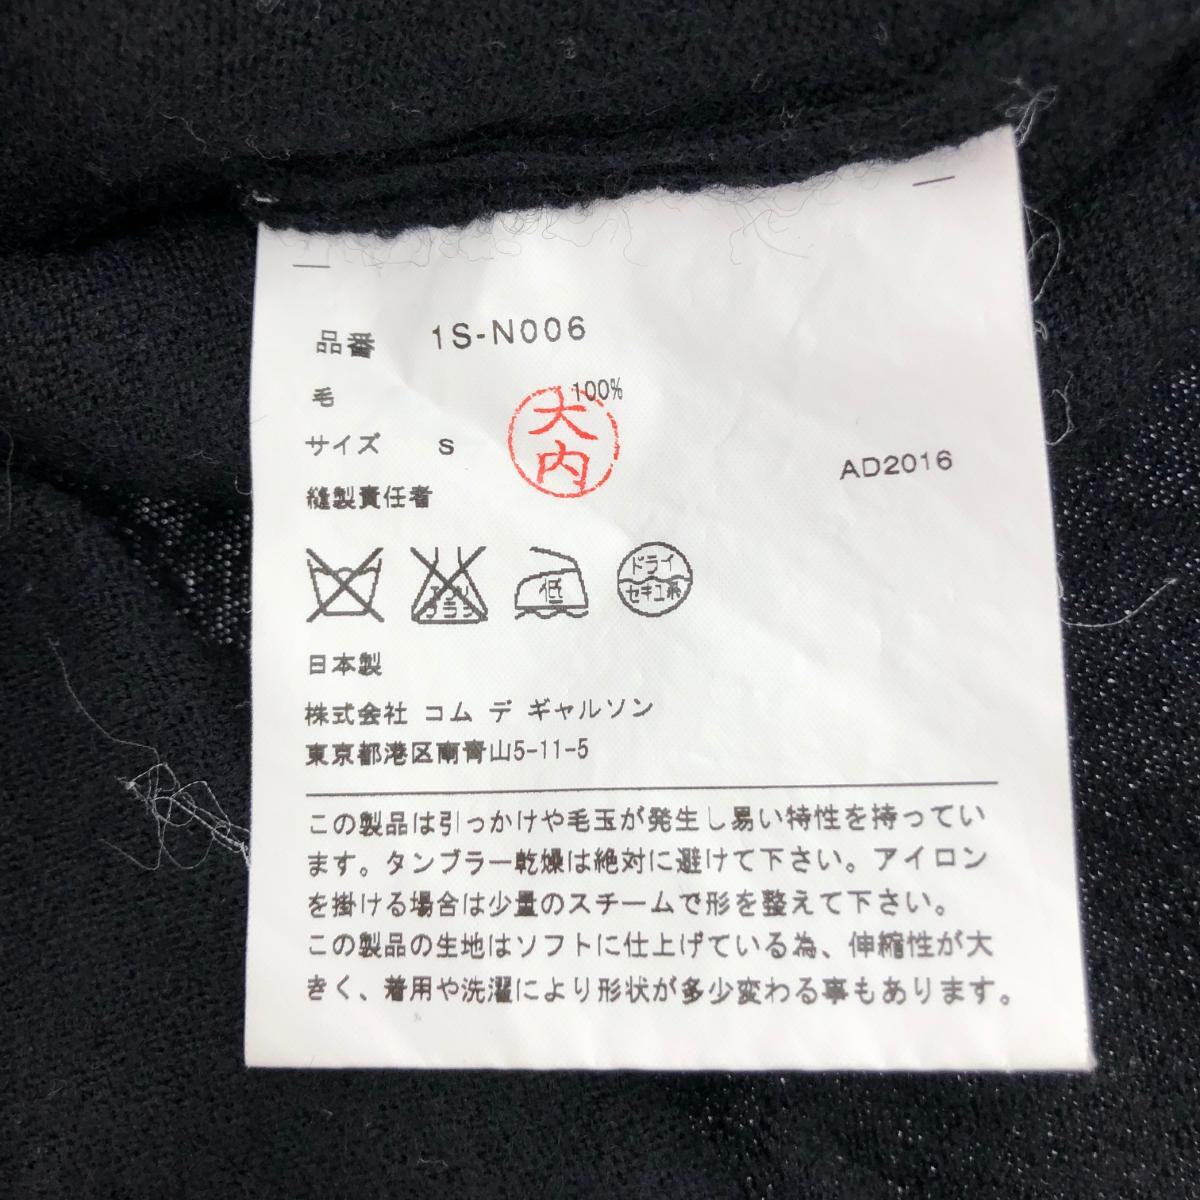 品番 1S-N006
毛 100%
サイズ S
大内
AD2016
縫製責任者
エンソ
サラシ
低
ドライ
セキユ系
日本製
株式会社 コム デ ギャルソン
東京都港区南青山5-11-5
この製品は引っかけや毛玉が発生し易い特性を持ってい
ます。タンブラー乾燥は絶対に避けて下さい。アイロン
を掛ける場合は少量のスチームで形を整えて下さい。
この製品の生地はソフトに仕上げている為、伸縮性が大
きく、着用や洗濯により形状が多少変わる事もあります。